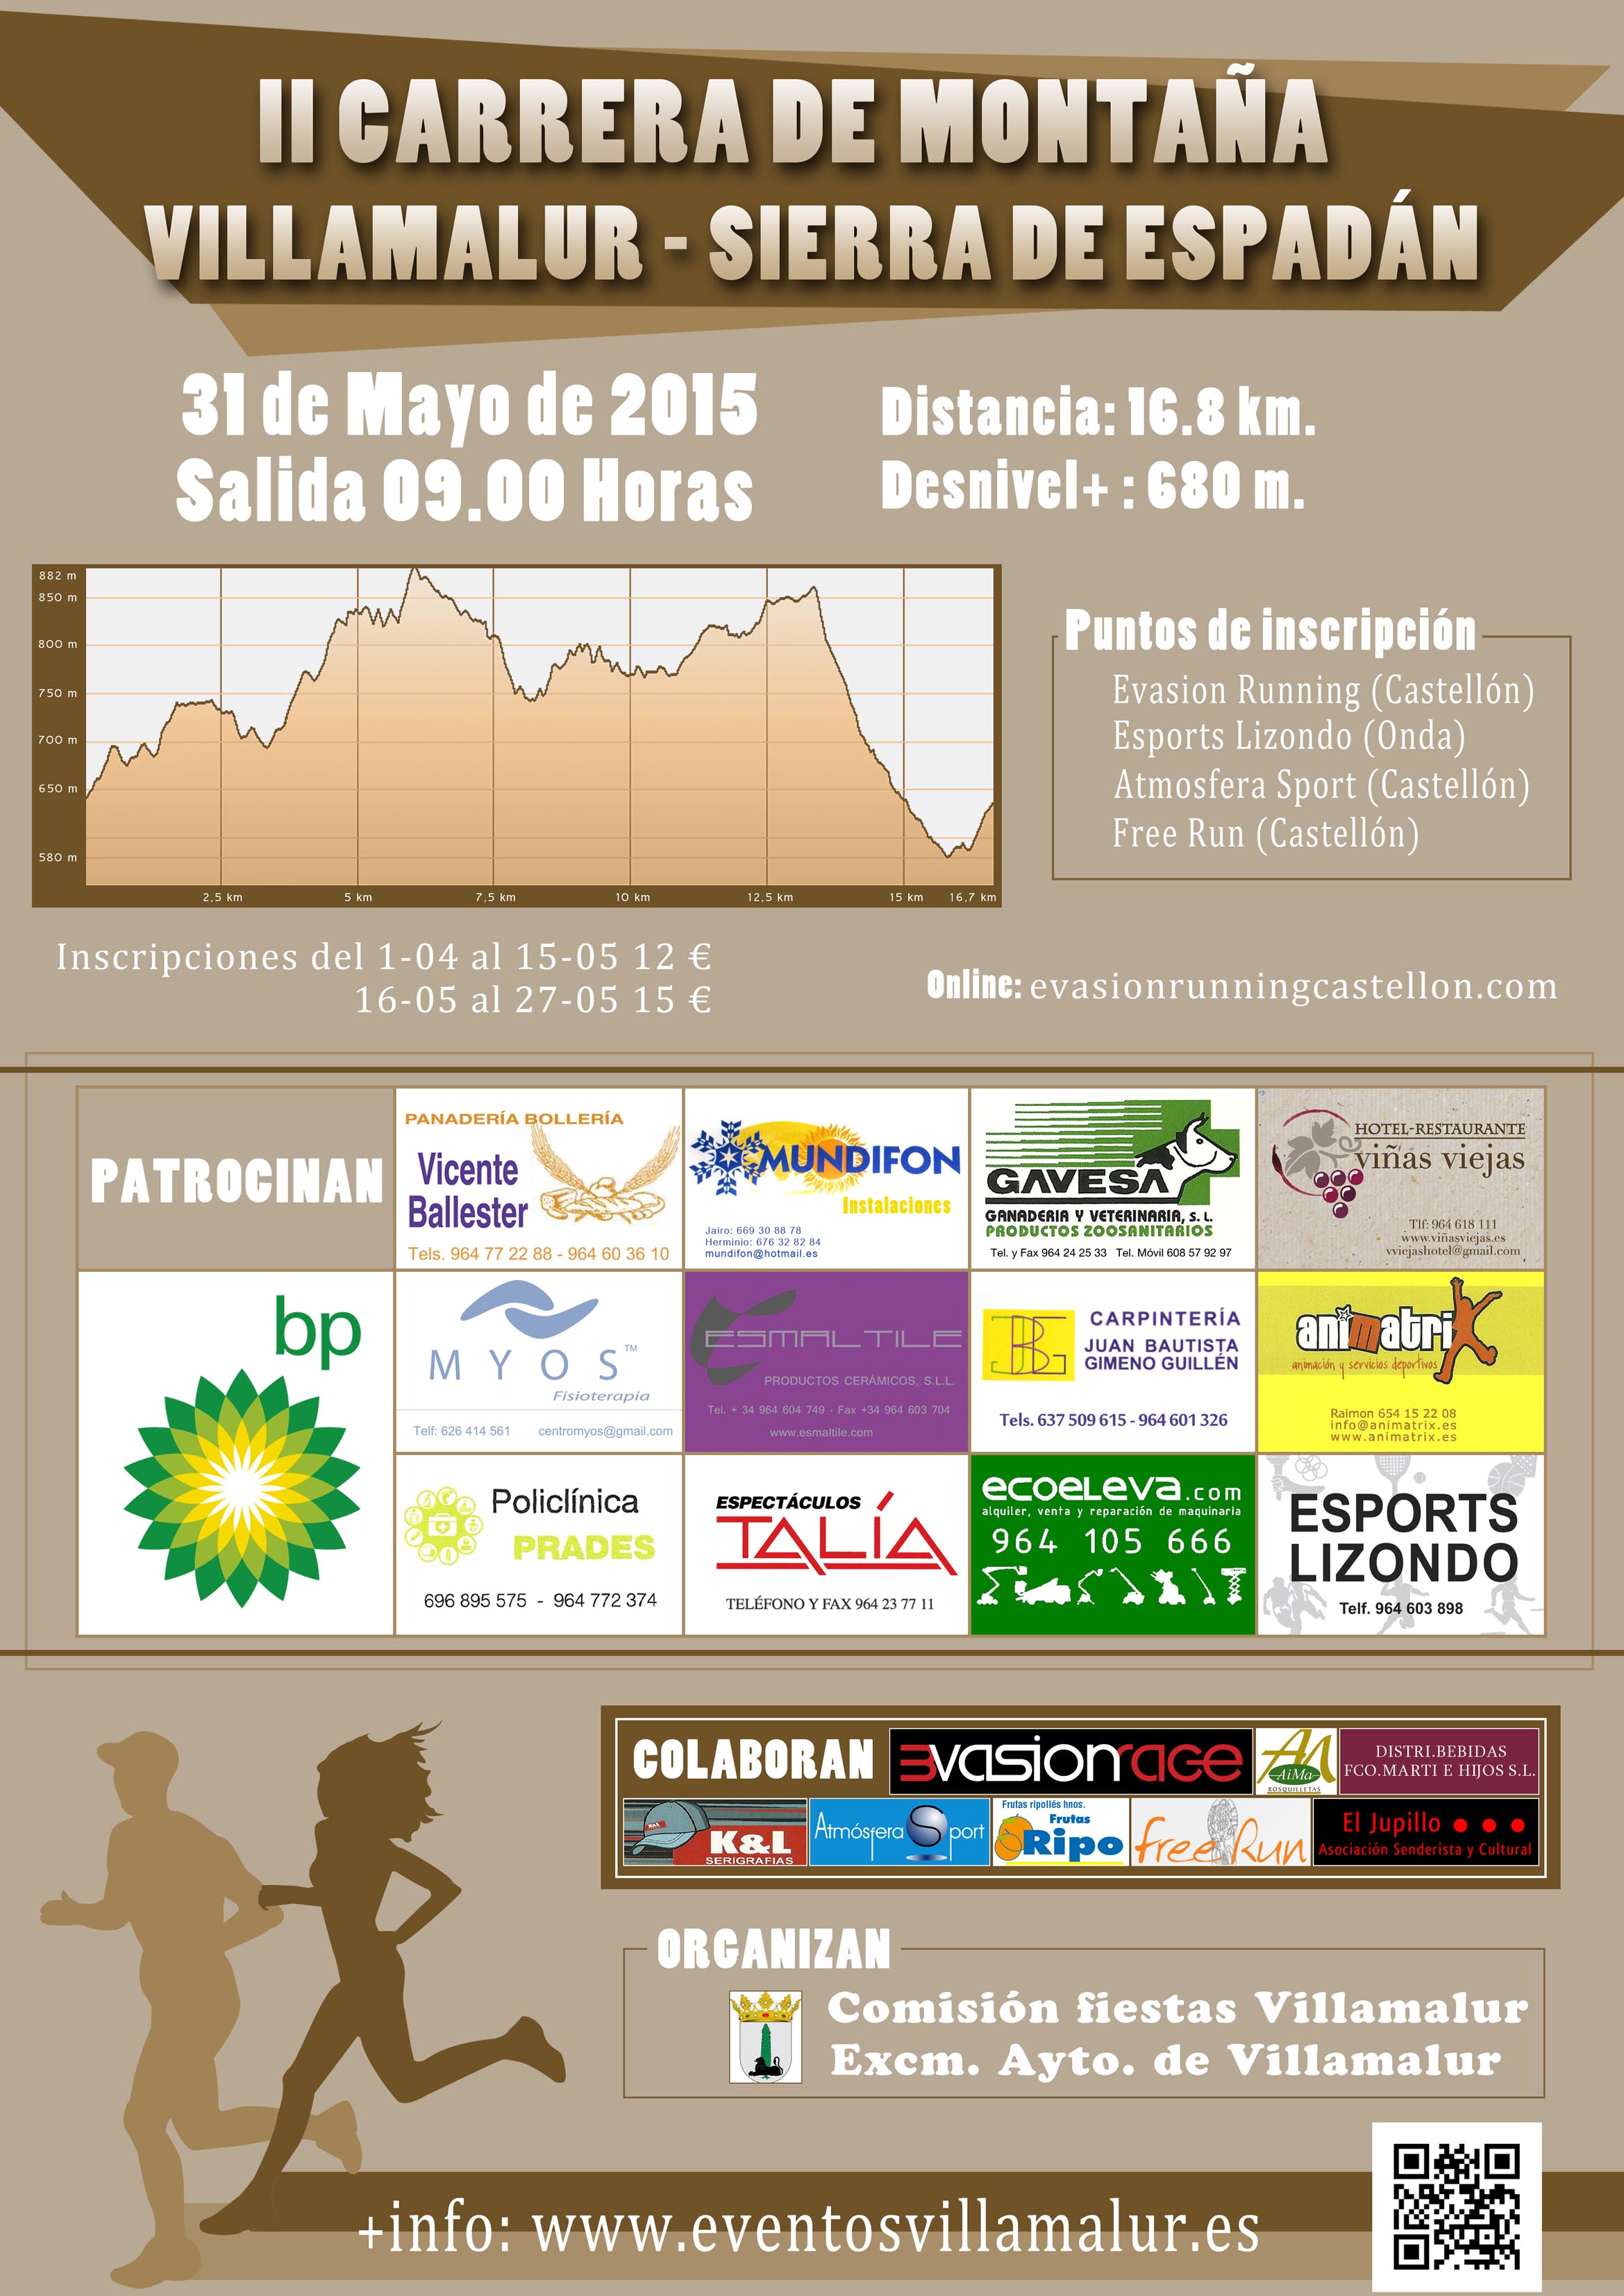 II CARRERA DE MONTAÑA
VILLAMALUR - SIERRA DE ESPADÁN
31 de Mayo de 2015
Salida 09.00 Horas
Distancia: 16.8 km.
Desnivel+ : 680 m.
882 m
850 m
800 m
750 m
700 m
650 m
580 m
2,5 km
5 km
7,5 km
10 km
12,5 km
15 km
16,7 km
Puntos de inscripción
Evasion Running (Castellón)
Esports Lizondo (Onda)
Atmosfera Sport (Castellón)
Free Run (Castellón)
Inscripciones del 1-04 al 15-05 12 €
16-05 al 27-05 15 €
Online: evasionrunningcastellon.com
PATROCINAN
PANADERÍA BOLLERÍA
Vicente
Ballester
Tels. 964 77 22 88 - 964 60 36 10
MUNDIFON
Instalaciones
Jairo: 669 30 88 78
Herminio: 676 32 82 84
mundifon@hotmail.es
GAVESA
GANADERIA Y VETERINARIA, S. L.
PRODUCTOS ZOOSANITARIOS
Tel. y Fax 964 24 25 33 Tel. Móvil 608 57 92 97
HOTEL-RESTAURANTE
viñas viejas
Tlf: 964 618 111
www.viñasviejas.es
vviejashotel@gmail.com
bp
MYOS™
Fisioterapia
Telf: 626 414 561 centromyos@gmail.com
ESMALTILE
PRODUCTOS CERÁMICOS, S.L.L.
Tel. + 34 964 604 749 - Fax +34 964 603 704
www.esmaltile.com
JBG
CARPINTERÍA
JUAN BAUTISTA
GIMENO GUILLÉN
Tels. 637 509 615 - 964 601 326
animatrix
animación y servicios deportivos
Raimon 654 15 22 08
info@animatrix.es
www.animatrix.es
Policlínica
PRADES
696 895 575 - 964 772 374
ESPECTÁCULOS
TALÍA
TELÉFONO Y FAX 964 23 77 11
ecoeleva.com
alquiler, venta y reparación de maquinaria
964 105 666
ESPORTS
LIZONDO
Telf. 964 603 898
COLABORAN
3vasionrace
AiMa
ROSQUILLETAS
DISTRI.BEBIDAS
FCO.MARTI E HIJOS S.L.
K&L
SERIGRAFIAS
Atmósfera Sport
Frutas ripollés hnos.
Frutas
Ripo
free Run
El Jupillo
Asociación Senderista y Cultural
ORGANIZAN
Comisión fiestas Villamalur
Excm. Ayto. de Villamalur
+info: www.eventosvillamalur.es